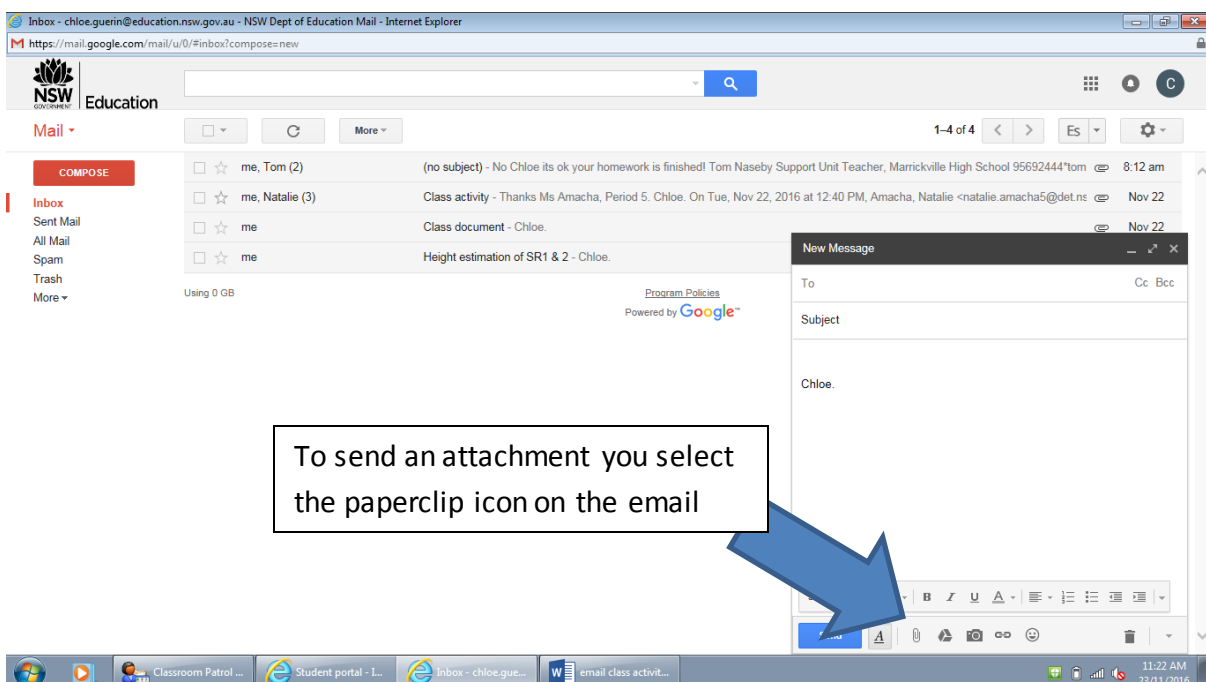 Inbox - chloe.guerin@education.nsw.gov.au - NSW Dept of Education Mail - Internet Explorer
https://mail.google.com/mail/u/0/#inbox?compose=new
NSW
GOVERNMENT
Education
Mail
More
1–4 of 4
Es
COMPOSE
Inbox
Sent Mail
All Mail
Spam
Trash
More
me, Tom (2) (no subject) - No Chloe its ok your homework is finished! Tom Naseby Support Unit Teacher, Marrickville High School 95692444"tom 8:12 am
me, Natalie (3) Class activity - Thanks Ms Amacha, Period 5. Chloe. On Tue, Nov 22, 2016 at 12:40 PM, Amacha, Natalie <natalie.amacha5@det.ns Nov 22
me Class document - Chloe. Nov 22
me Height estimation of SR1 & 2 - Chloe.
Using 0 GB
Program Policies
Powered by Google™
C
New Message
To Cc Bcc
Subject
Chloe.
To send an attachment you select
the paperclip icon on the email
B I U A
Send A
Classroom Patrol ... Student portal - I... Inbox - chloe.gue... email class activit...
11:22 AM
23/11/2016